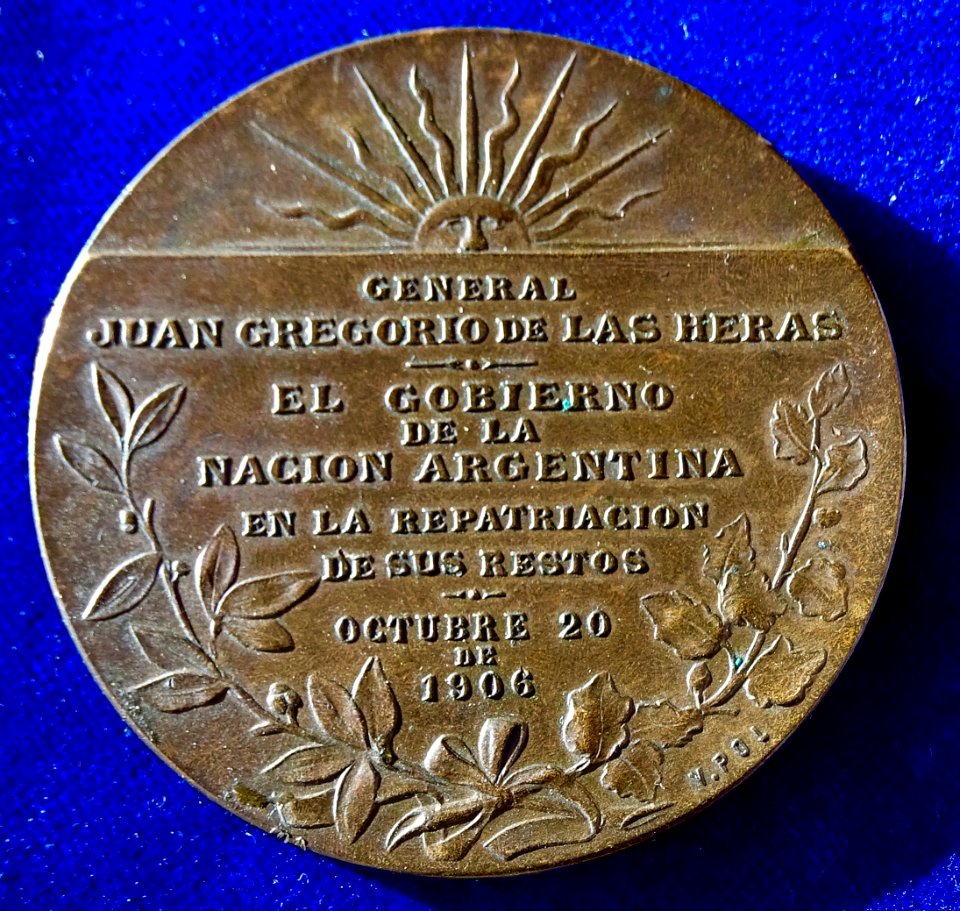 GENERAL
JUAN GREGORIO DE LAS HERAS
EL GOBIERNO
DE LA
NACION ARGENTINA
EN LA REPATRIACION
DE SUS RESTOS
OCTUBRE 20
DE
1906
V. POL